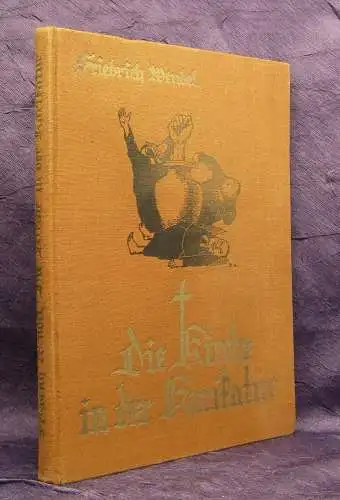 Friedrich Wendel
Die Kirche
in der Karikatur